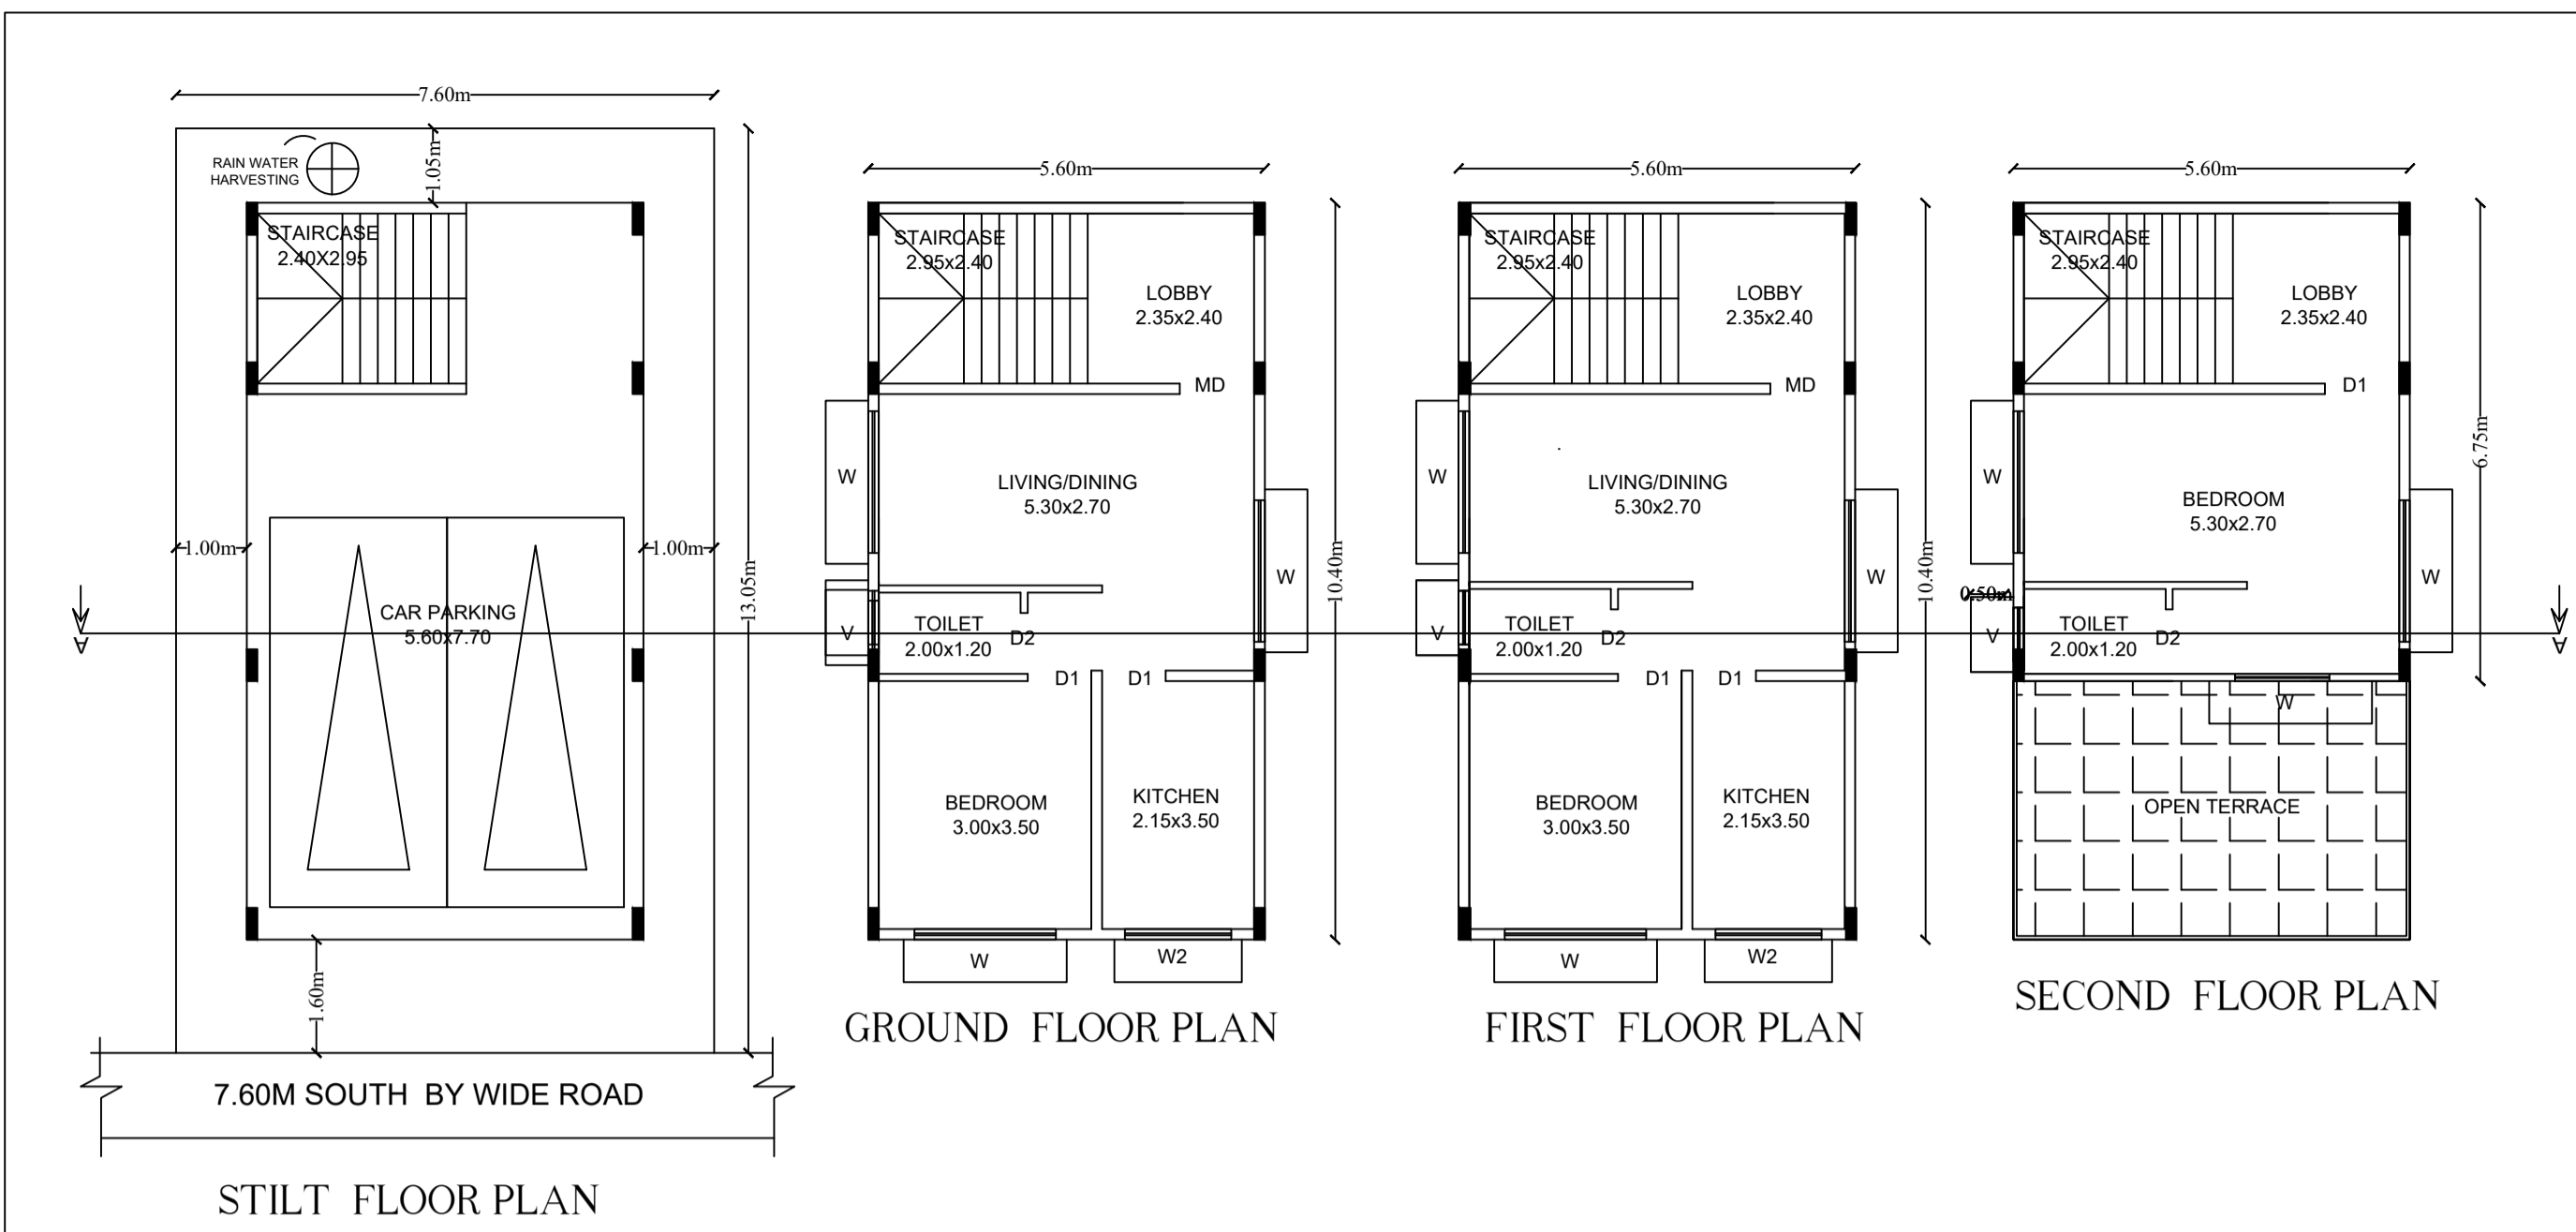 7.60m
1.05m
RAIN WATER
HARVESTING
STAIRCASE
2.40X2.95
1.00m
1.00m
13.05m
CAR PARKING
5.60x7.70
1.60m
7.60M SOUTH BY WIDE ROAD
STILT FLOOR PLAN
A
5.60m
STAIRCASE
2.95x2.40
LOBBY
2.35x2.40
MD
W
LIVING/DINING
5.30x2.70
W
10.40m
V
TOILET
2.00x1.20
D2
D1
D1
BEDROOM
3.00x3.50
KITCHEN
2.15x3.50
W
W2
GROUND FLOOR PLAN
5.60m
STAIRCASE
2.95x2.40
LOBBY
2.35x2.40
MD
W
LIVING/DINING
5.30x2.70
W
10.40m
V
TOILET
2.00x1.20
D2
D1
D1
BEDROOM
3.00x3.50
KITCHEN
2.15x3.50
W
W2
FIRST FLOOR PLAN
5.60m
STAIRCASE
2.95x2.40
LOBBY
2.35x2.40
D1
6.75m
W
BEDROOM
5.30x2.70
W
0.50m
V
TOILET
2.00x1.20
D2
W
OPEN TERRACE
SECOND FLOOR PLAN
A